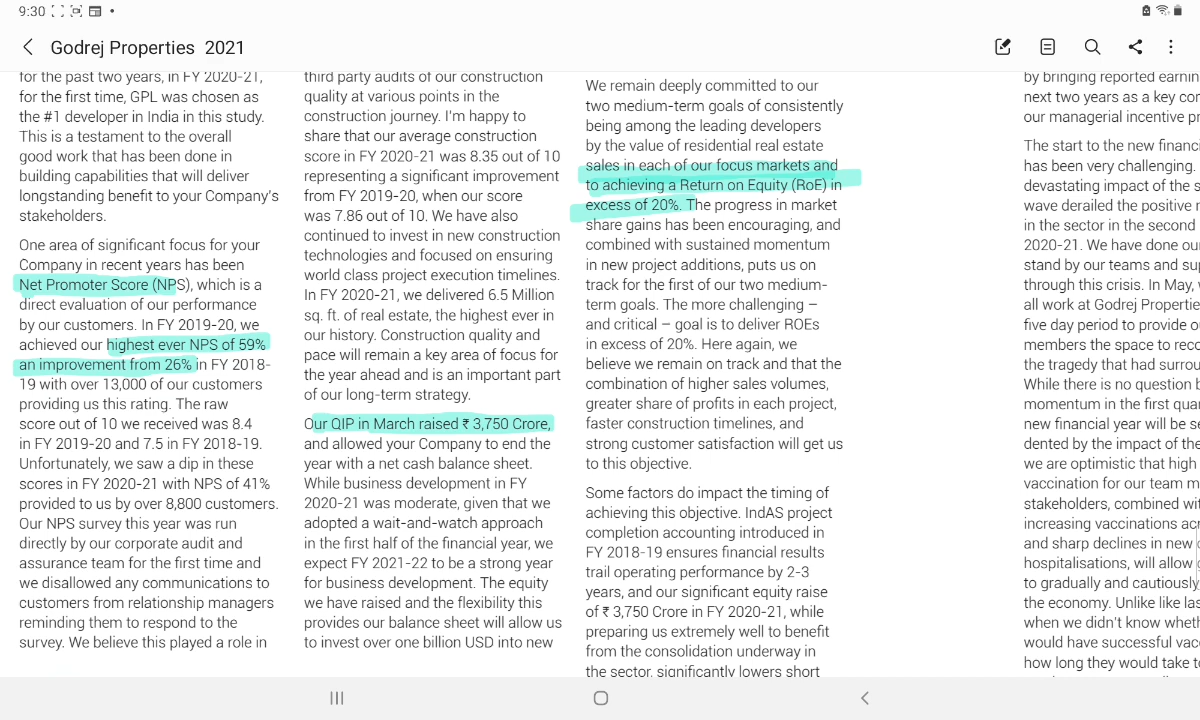 9:30
Godrej Properties 2021
for the past two years, in FY 2020-21,
for the first time, GPL was chosen as
the #1 developer in India in this study.
This is a testament to the overall
good work that has been done in
building capabilities that will deliver
longstanding benefit to your Company's
stakeholders.
One area of significant focus for your
Company in recent years has been
Net Promoter Score (NPS), which is a
direct evaluation of our performance
by our customers. In FY 2019-20, we
achieved our highest ever NPS of 59%
an improvement from 26% in FY 2018-
19 with over 13,000 of our customers
providing us this rating. The raw
score out of 10 we received was 8.4
in FY 2019-20 and 7.5 in FY 2018-19.
Unfortunately, we saw a dip in these
scores in FY 2020-21 with NPS of 41%
provided to us by over 8,800 customers.
Our NPS survey this year was run
directly by our corporate audit and
assurance team for the first time and
we disallowed any communications to
customers from relationship managers
reminding them to respond to the
survey. We believe this played a role in
third party audits of our construction
quality at various points in the
construction journey. I'm happy to
share that our average construction
score in FY 2020-21 was 8.35 out of 10
representing a significant improvement
from FY 2019-20, when our score
was 7.86 out of 10. We have also
continued to invest in new construction
technologies and focused on ensuring
world class project execution timelines.
In FY 2020-21, we delivered 6.5 Million
sq. ft. of real estate, the highest ever in
our history. Construction quality and
pace will remain a key area of focus for
the year ahead and is an important part
of our long-term strategy.
Our QIP in March raised ₹ 3,750 Crore,
and allowed your Company to end the
year with a net cash balance sheet.
While business development in FY
2020-21 was moderate, given that we
adopted a wait-and-watch approach
in the first half of the financial year, we
expect FY 2021-22 to be a strong year
for business development. The equity
we have raised and the flexibility this
provides our balance sheet will allow us
to invest over one billion USD into new
We remain deeply committed to our
two medium-term goals of consistently
being among the leading developers
by the value of residential real estate
sales in each of our focus markets and
to achieving a Return on Equity (RoE) in
excess of 20%. The progress in market
share gains has been encouraging, and
combined with sustained momentum
in new project additions, puts us on
track for the first of our two medium-
term goals. The more challenging –
and critical – goal is to deliver ROEs
in excess of 20%. Here again, we
believe we remain on track and that the
combination of higher sales volumes,
greater share of profits in each project,
faster construction timelines, and
strong customer satisfaction will get us
to this objective.
Some factors do impact the timing of
achieving this objective. IndAS project
completion accounting introduced in
FY 2018-19 ensures financial results
trail operating performance by 2-3
years, and our significant equity raise
of ₹ 3,750 Crore in FY 2020-21, while
preparing us extremely well to benefit
from the consolidation underway in
the sector, significantly lowers short
by bringing reported earnin
next two years as a key
our managerial incentive
The start to the new financi
has been very challenging.
devastating impact of the
wave derailed the positive
in the sector in the second
2020-21. We have done
stand by our teams and
through this crisis. In May,
all work at Godrej Propertie
five day period to provide
members the space to
the tragedy that had
While there is no question
momentum in the first
new financial year will be
dented by the impact of the
we are optimistic that high
vaccination for our team
stakeholders, combined
increasing vaccinations
and sharp declines in new
hospitalisations, will allow
to gradually and cautiously
the economy. Unlike like
when we didn't know
would have successful
how long they would take